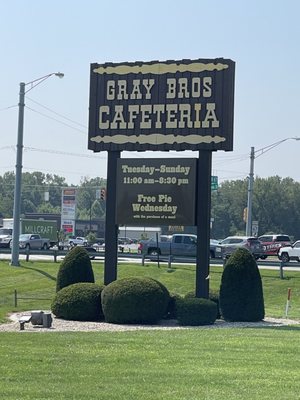 GRAY BROS
CAFETERIA
Tuesday-Sunday
11:00 am-8:30 pm
Free Pie
Wednesday
with the purchase of a meal
MILLCRAFT